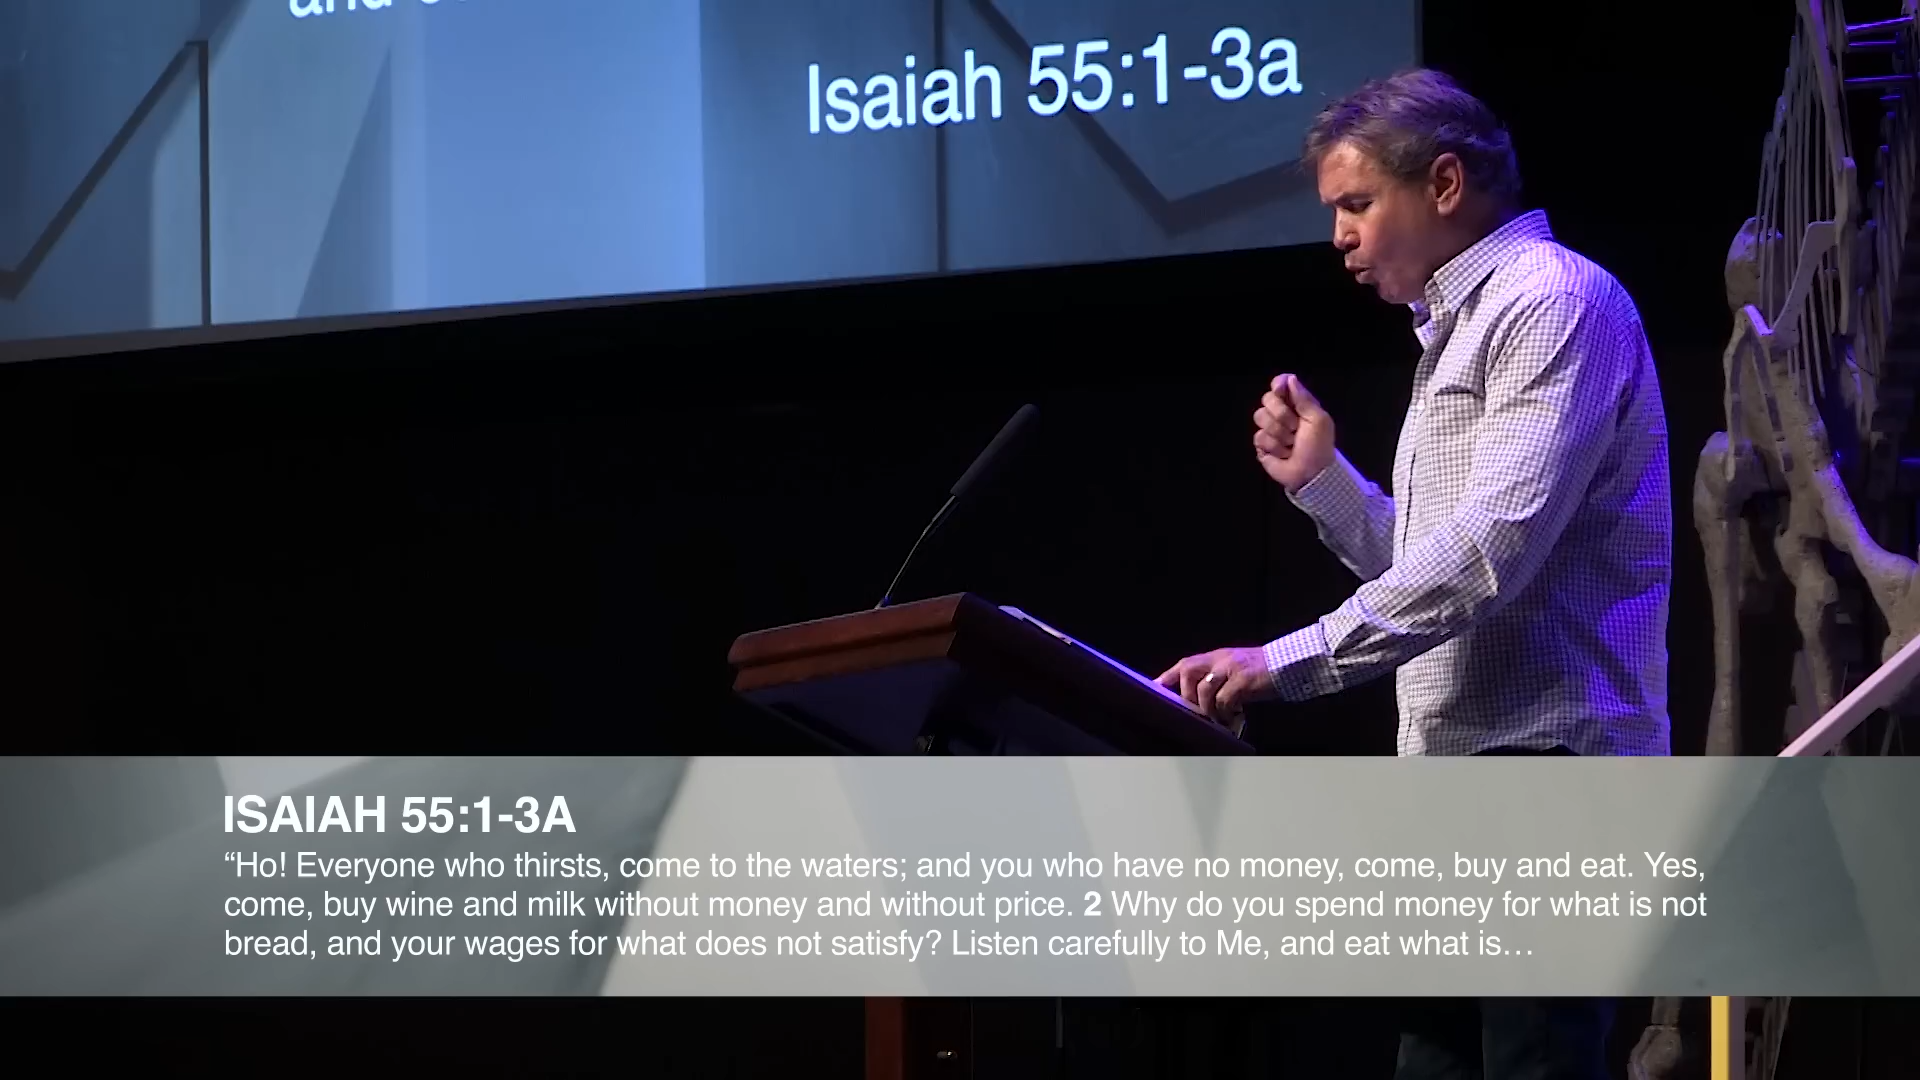 and
Isaiah 55:1-3a
ISAIAH 55:1-3A
“Ho! Everyone who thirsts, come to the waters; and you who have no money, come, buy and eat. Yes,
come, buy wine and milk without money and without price. 2 Why do you spend money for what is not
bread, and your wages for what does not satisfy? Listen carefully to Me, and eat what is…